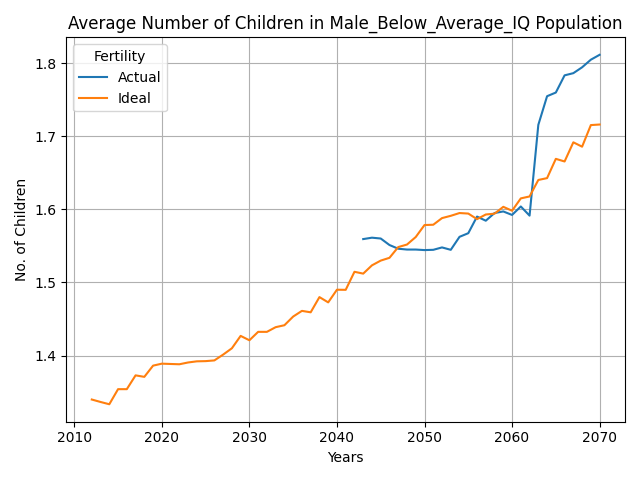 Average Number of Children in Male_Below_Average_IQ Population
Fertility
Actual
Ideal
No. of Children
1.8
1.7
1.6
1.5
1.4
2010 2020 2030 2040 2050 2060 2070
Years